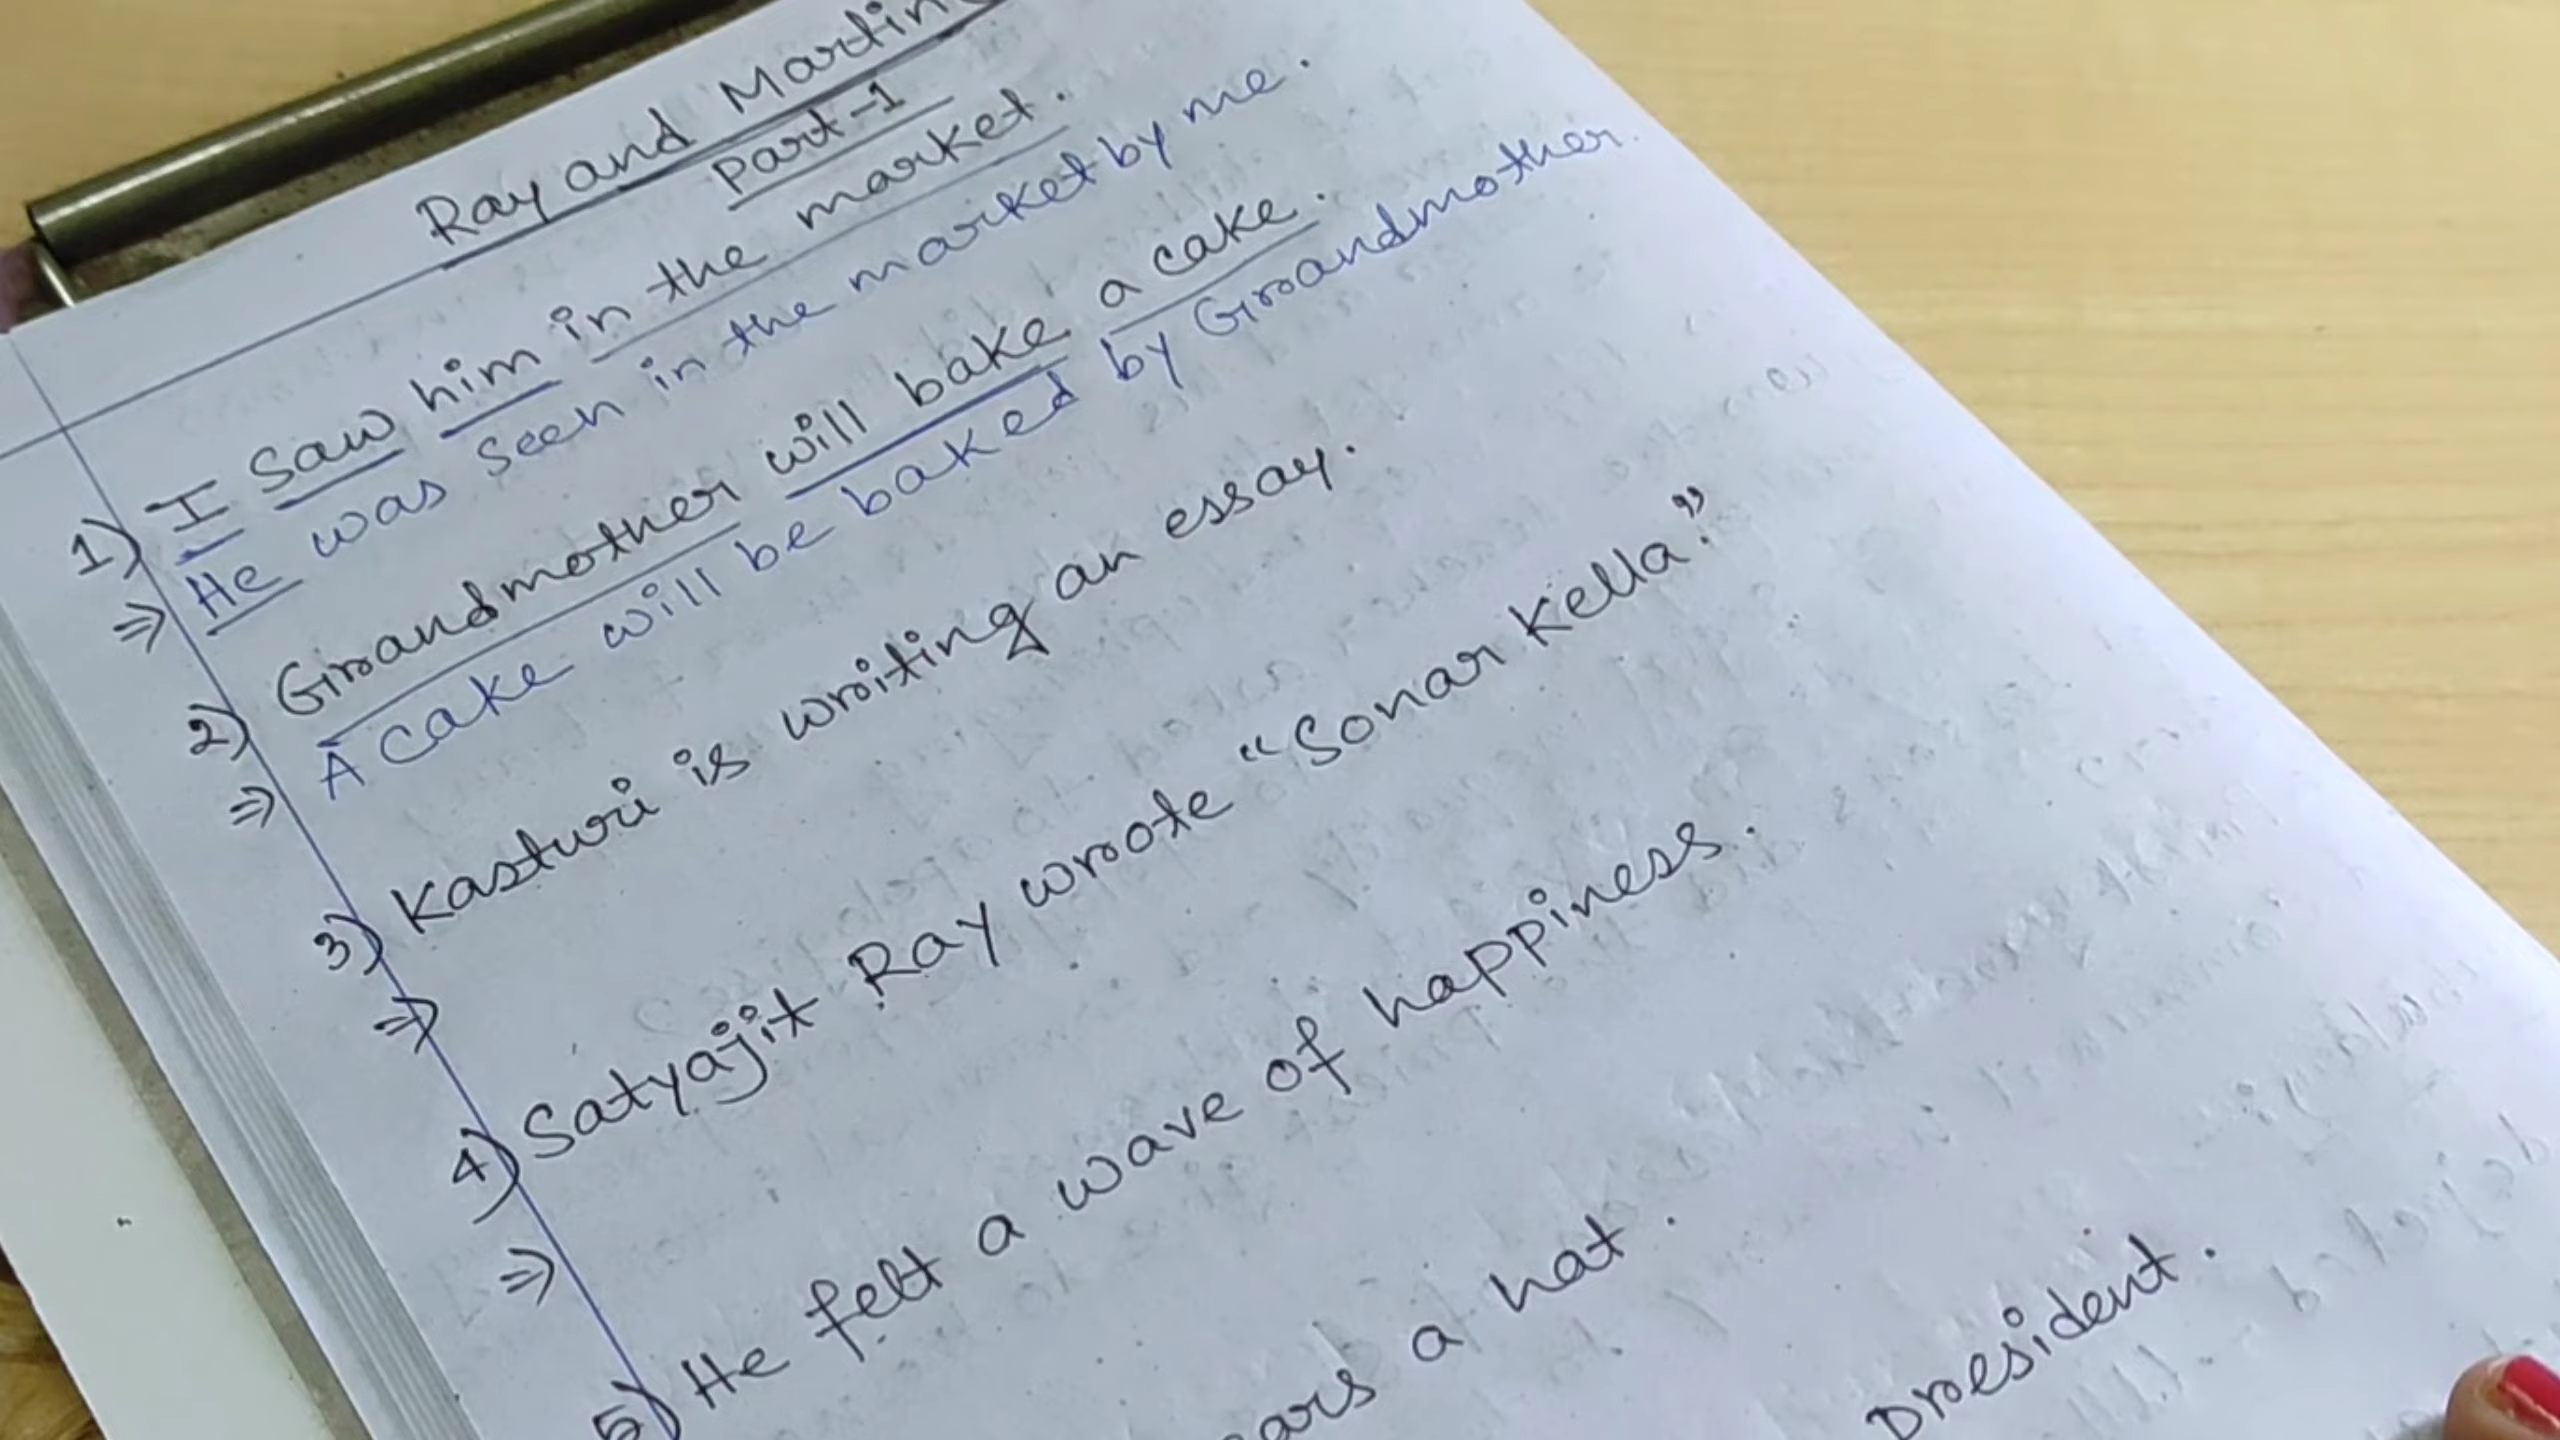 Ray and Martin
Part-1
1) I saw him in the market.
⇒ He was seen in the market by me.
2) Grandmother will bake a cake.
⇒ A cake will be baked by Grandmother.
3) Kasturi is writing an essay.
⇒
4) Satyajit Ray wrote “Sonar Kella.”
⇒
5) He felt a wave of happiness.
a hat.
President.